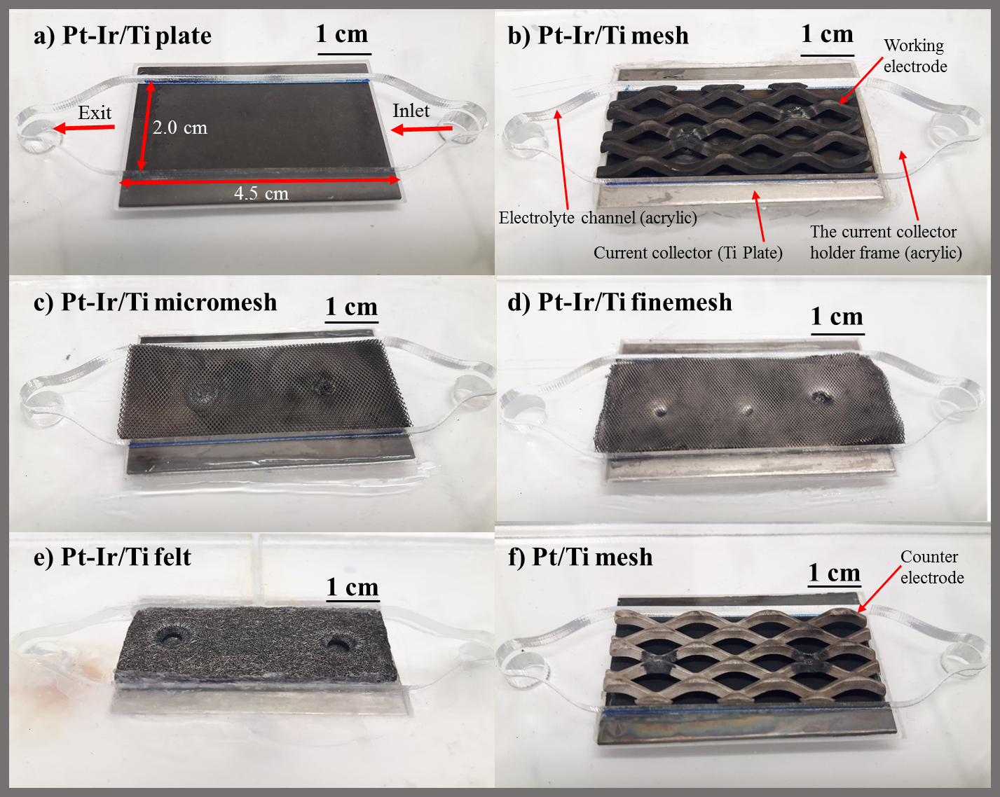 a) Pt-Ir/Ti plate
1 cm
Exit
Inlet
2.0 cm
4.5 cm
b) Pt-Ir/Ti mesh
1 cm
Working
electrode
Electrolyte channel (acrylic)
Current collector (Ti Plate)
The current collector
holder frame (acrylic)
c) Pt-Ir/Ti micromesh
1 cm
d) Pt-Ir/Ti finemesh
1 cm
e) Pt-Ir/Ti felt
1 cm
f) Pt/Ti mesh
1 cm
Counter
electrode